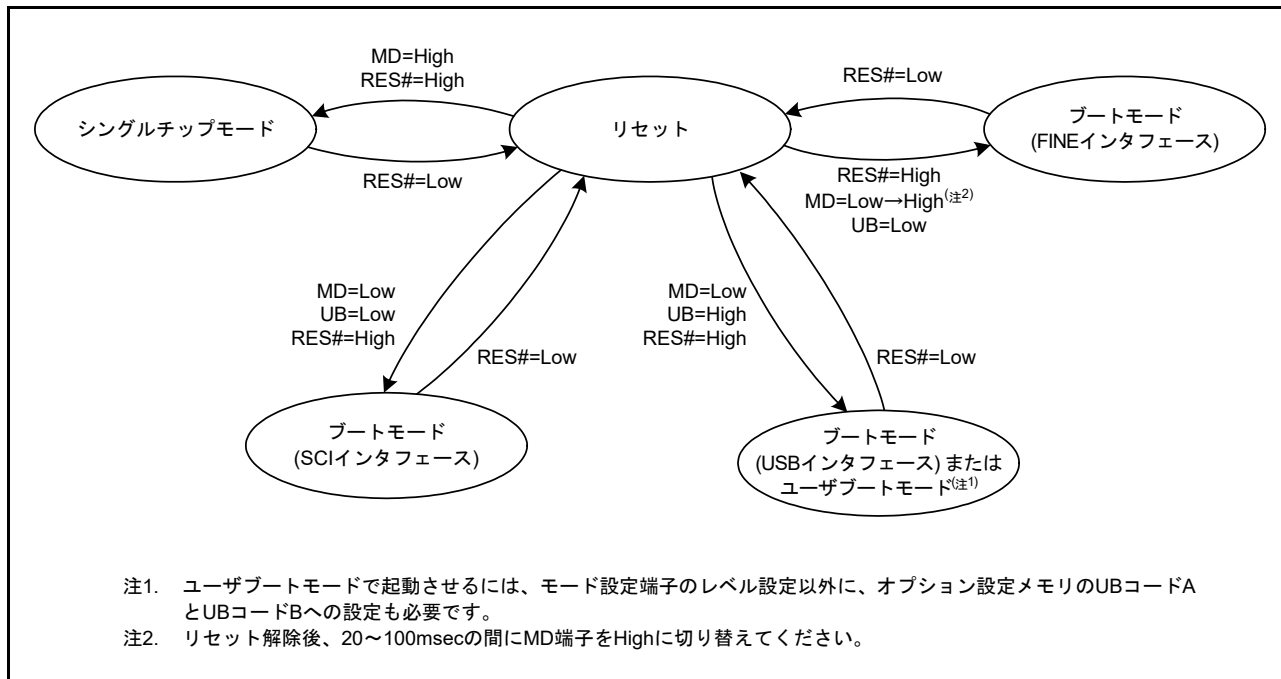 MD=High
RES#=High
RES#=Low
シングルチップモード
リセット
ブートモード
(FINEインタフェース)
RES#=Low
RES#=High
MD=Low→High(注2)
UB=Low
MD=Low
UB=Low
RES#=High
RES#=Low
MD=Low
UB=High
RES#=High
RES#=Low
ブートモード
(SCIインタフェース)
ブートモード
(USBインタフェース) または
ユーザブートモード(注1)
注1. ユーザブートモードで起動させるには、モード設定端子のレベル設定以外に、オプション設定メモリのUBコードA
とUBコードBへの設定も必要です。
注2. リセット解除後、20～100msecの間にMD端子をHighに切り替えてください。